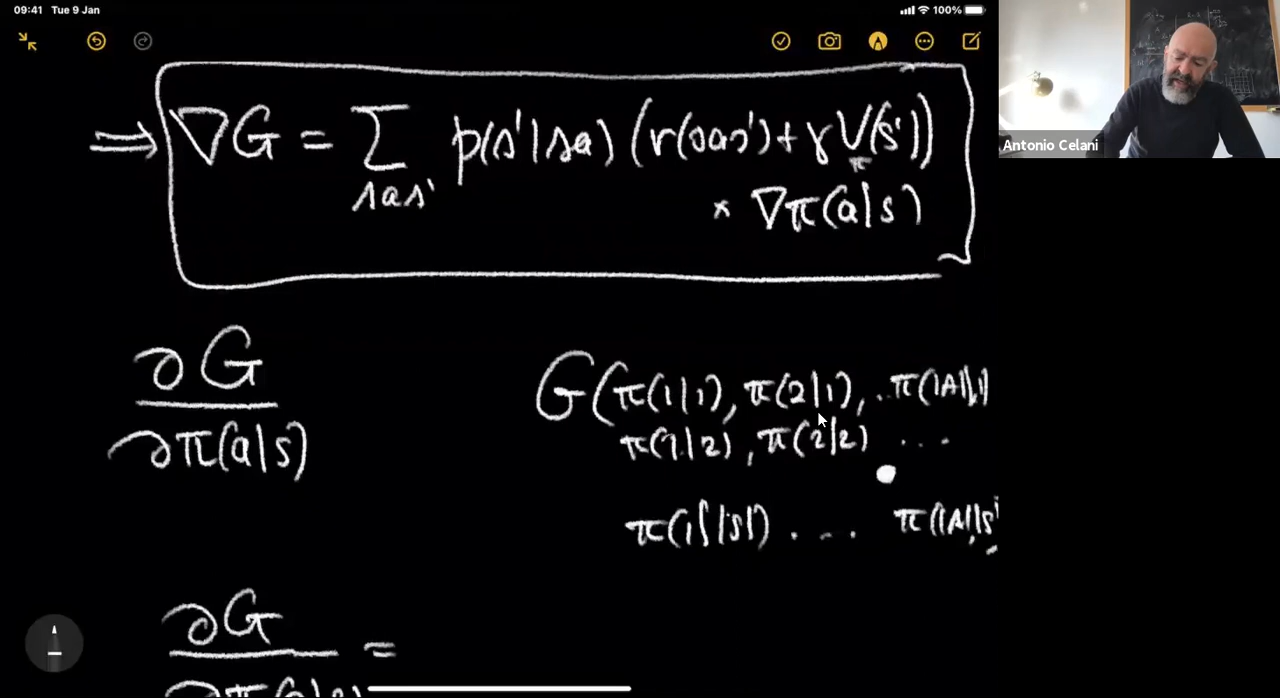 09:41 Tue 9 Jan
100%
Antonio Celani
⇒ ∇G = Σ p(s'|sa) (r(sas') + γ V(s'))
sas' π
× ∇π(a|s)
∂G
∂π(a|s)
G(π(1|1), π(2|1), .. π(|A||1)
π(1|2), π(2|2) ...
π(1||S|) .... π(|A||S|
∂G
=
∂π(a|s)